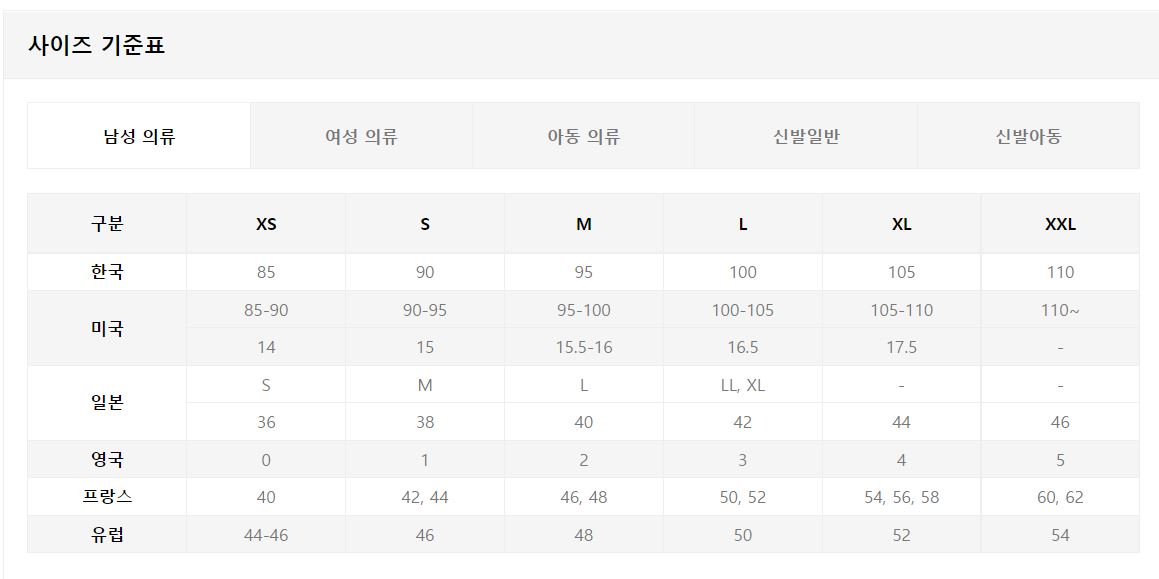 사이즈 기준표
남성 의류 여성 의류 아동 의류 신발일반 신발아동
구분 XS S M L XL XXL
한국 85 90 95 100 105 110
미국 85-90 90-95 95-100 100-105 105-110 110~
14 15 15.5-16 16.5 17.5 -
일본 S M L LL, XL - -
36 38 40 42 44 46
영국 0 1 2 3 4 5
프랑스 40 42, 44 46, 48 50, 52 54, 56, 58 60, 62
유럽 44-46 46 48 50 52 54